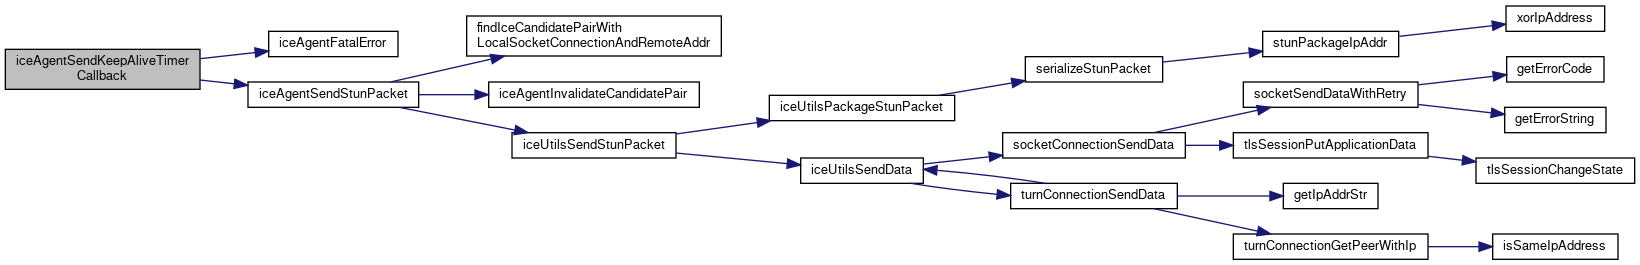 iceAgentSendKeepAliveTimer
Callback
iceAgentFatalError
iceAgentSendStunPacket
findIceCandidatePairWith
LocalSocketConnectionAndRemoteAddr
iceAgentInvalidateCandidatePair
iceUtilsSendStunPacket
iceUtilsPackageStunPacket
iceUtilsSendData
serializeStunPacket
socketConnectionSendData
turnConnectionSendData
stunPackageIpAddr
socketSendDataWithRetry
tlsSessionPutApplicationData
getIpAddrStr
turnConnectionGetPeerWithIp
xorIpAddress
getErrorCode
getErrorString
tlsSessionChangeState
isSameIpAddress